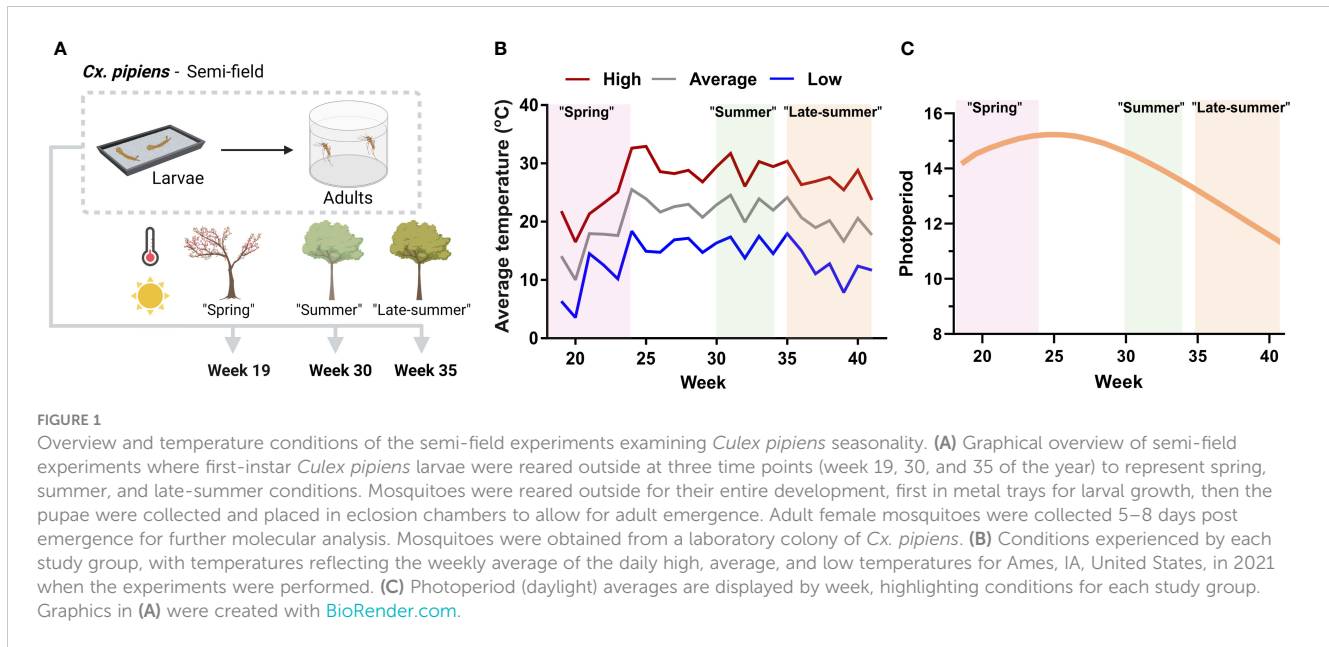 A
Cx. pipiens - Semi-field
Larvae
Adults
"Spring"
"Summer"
"Late-summer"
Week 19
Week 30
Week 35
B
High
Average
Low
"Spring"
"Summer"
"Late-summer"
Average temperature (°C)
40
30
20
10
0
20
25
30
35
40
Week
C
"Spring"
"Summer"
"Late-summer"
Photoperiod
16
14
12
10
8
20
25
30
35
40
Week
FIGURE 1
Overview and temperature conditions of the semi-field experiments examining Culex pipiens seasonality. (A) Graphical overview of semi-field
experiments where first-instar Culex pipiens larvae were reared outside at three time points (week 19, 30, and 35 of the year) to represent spring,
summer, and late-summer conditions. Mosquitoes were reared outside for their entire development, first in metal trays for larval growth, then the
pupae were collected and placed in eclosion chambers to allow for adult emergence. Adult female mosquitoes were collected 5–8 days post
emergence for further molecular analysis. Mosquitoes were obtained from a laboratory colony of Cx. pipiens. (B) Conditions experienced by each
study group, with temperatures reflecting the weekly average of the daily high, average, and low temperatures for Ames, IA, United States, in 2021
when the experiments were performed. (C) Photoperiod (daylight) averages are displayed by week, highlighting conditions for each study group.
Graphics in (A) were created with BioRender.com.